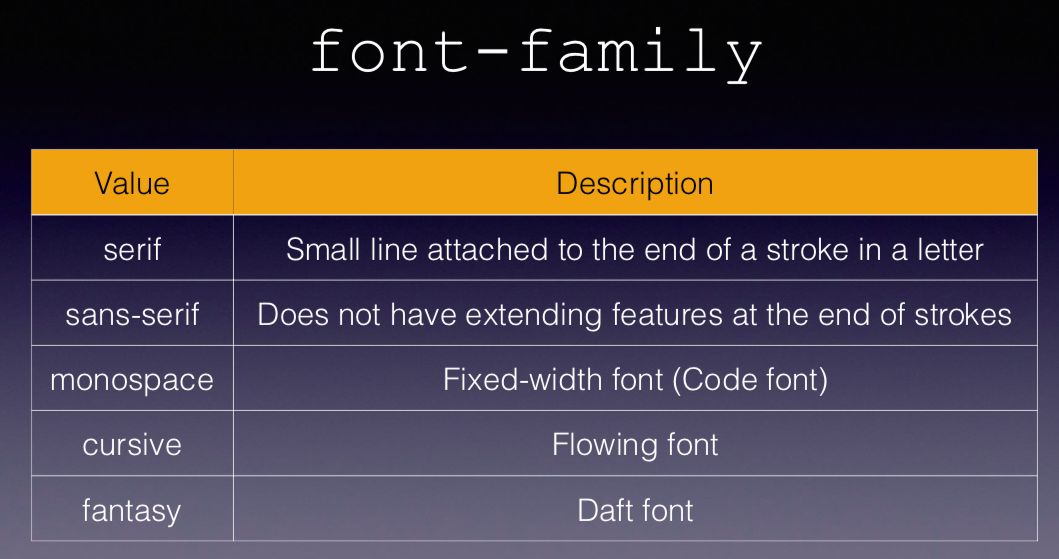 font-family
Value Description
serif Small line attached to the end of a stroke in a letter
sans-serif Does not have extending features at the end of strokes
monospace Fixed-width font (Code font)
cursive Flowing font
fantasy Daft font